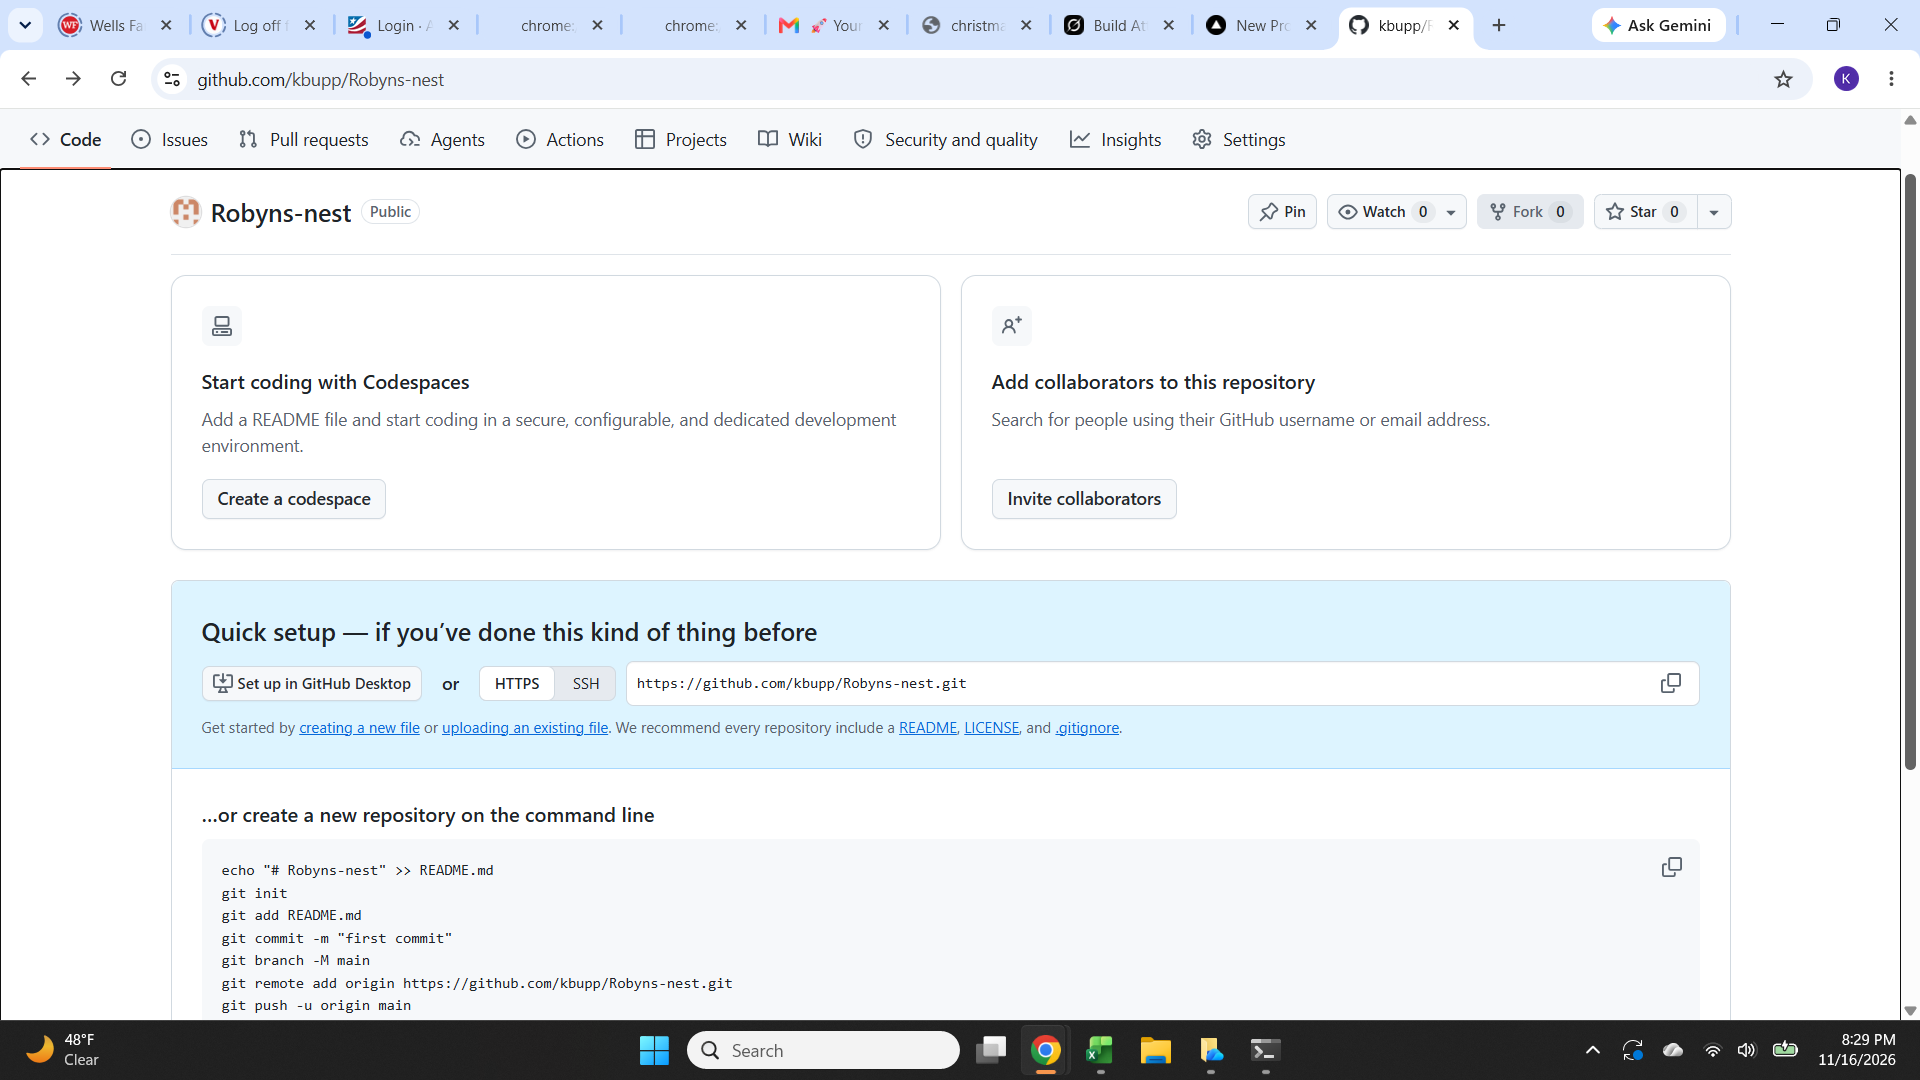 Wells Fa
Log off f
Login · A
chrome:
chrome:
Your
christma
Build At
New Pro
kbupp/R
Ask Gemini
github.com/kbupp/Robyns-nest
K
Code
Issues
Pull requests
Agents
Actions
Projects
Wiki
Security and quality
Insights
Settings
Robyns-nest
Public
Pin
Watch 0
Fork 0
Star 0
Start coding with Codespaces
Add a README file and start coding in a secure, configurable, and dedicated development
environment.
Create a codespace
Add collaborators to this repository
Search for people using their GitHub username or email address.
Invite collaborators
Quick setup — if you’ve done this kind of thing before
Set up in GitHub Desktop
or
HTTPS
SSH
https://github.com/kbupp/Robyns-nest.git
Get started by creating a new file or uploading an existing file. We recommend every repository include a README, LICENSE, and .gitignore.
…or create a new repository on the command line
echo "# Robyns-nest" >> README.md
git init
git add README.md
git commit -m "first commit"
git branch -M main
git remote add origin https://github.com/kbupp/Robyns-nest.git
git push -u origin main
48°F
Clear
Search
8:29 PM
11/16/2026